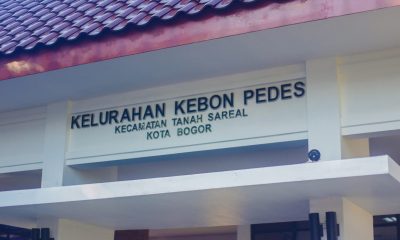 KELURAHAN KEBON PEDES
KECAMATAN TANAH SAREAL
KOTA BOGOR